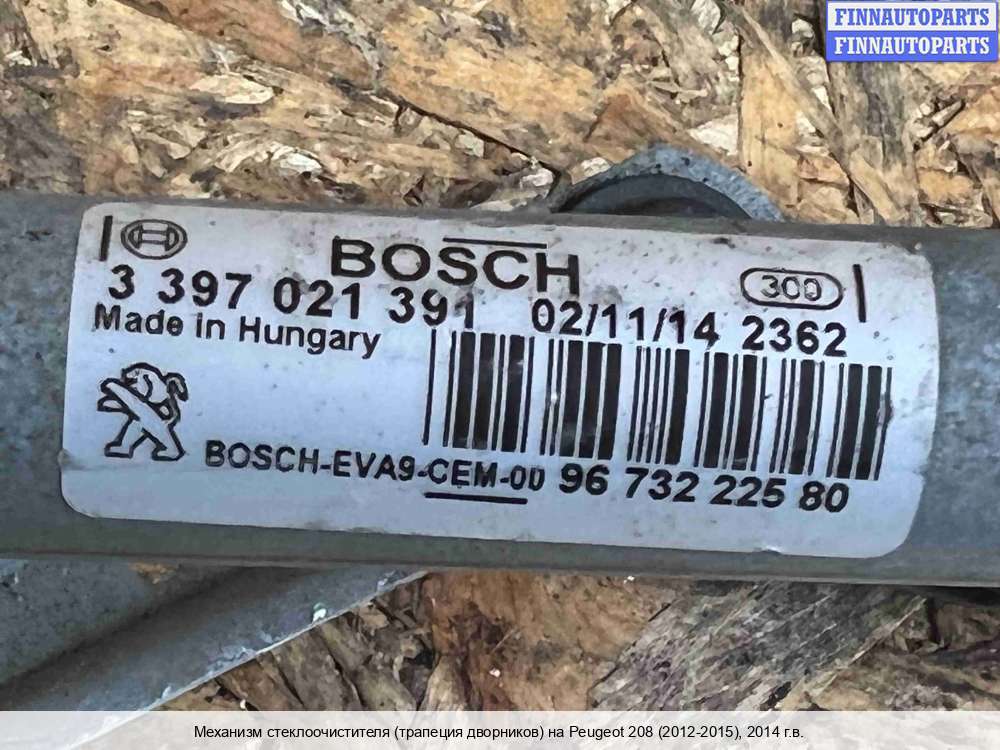 FINNAUTOPARTS
FINNAUTOPARTS
BOSCH
300
3 397 021 391 02/11/14 2362
Made in Hungary
BOSCH-EVA9-CEM-00 96 732 225 80
Механизм стеклоочистителя (трапеция дворников) на Peugeot 208 (2012-2015), 2014 г.в.